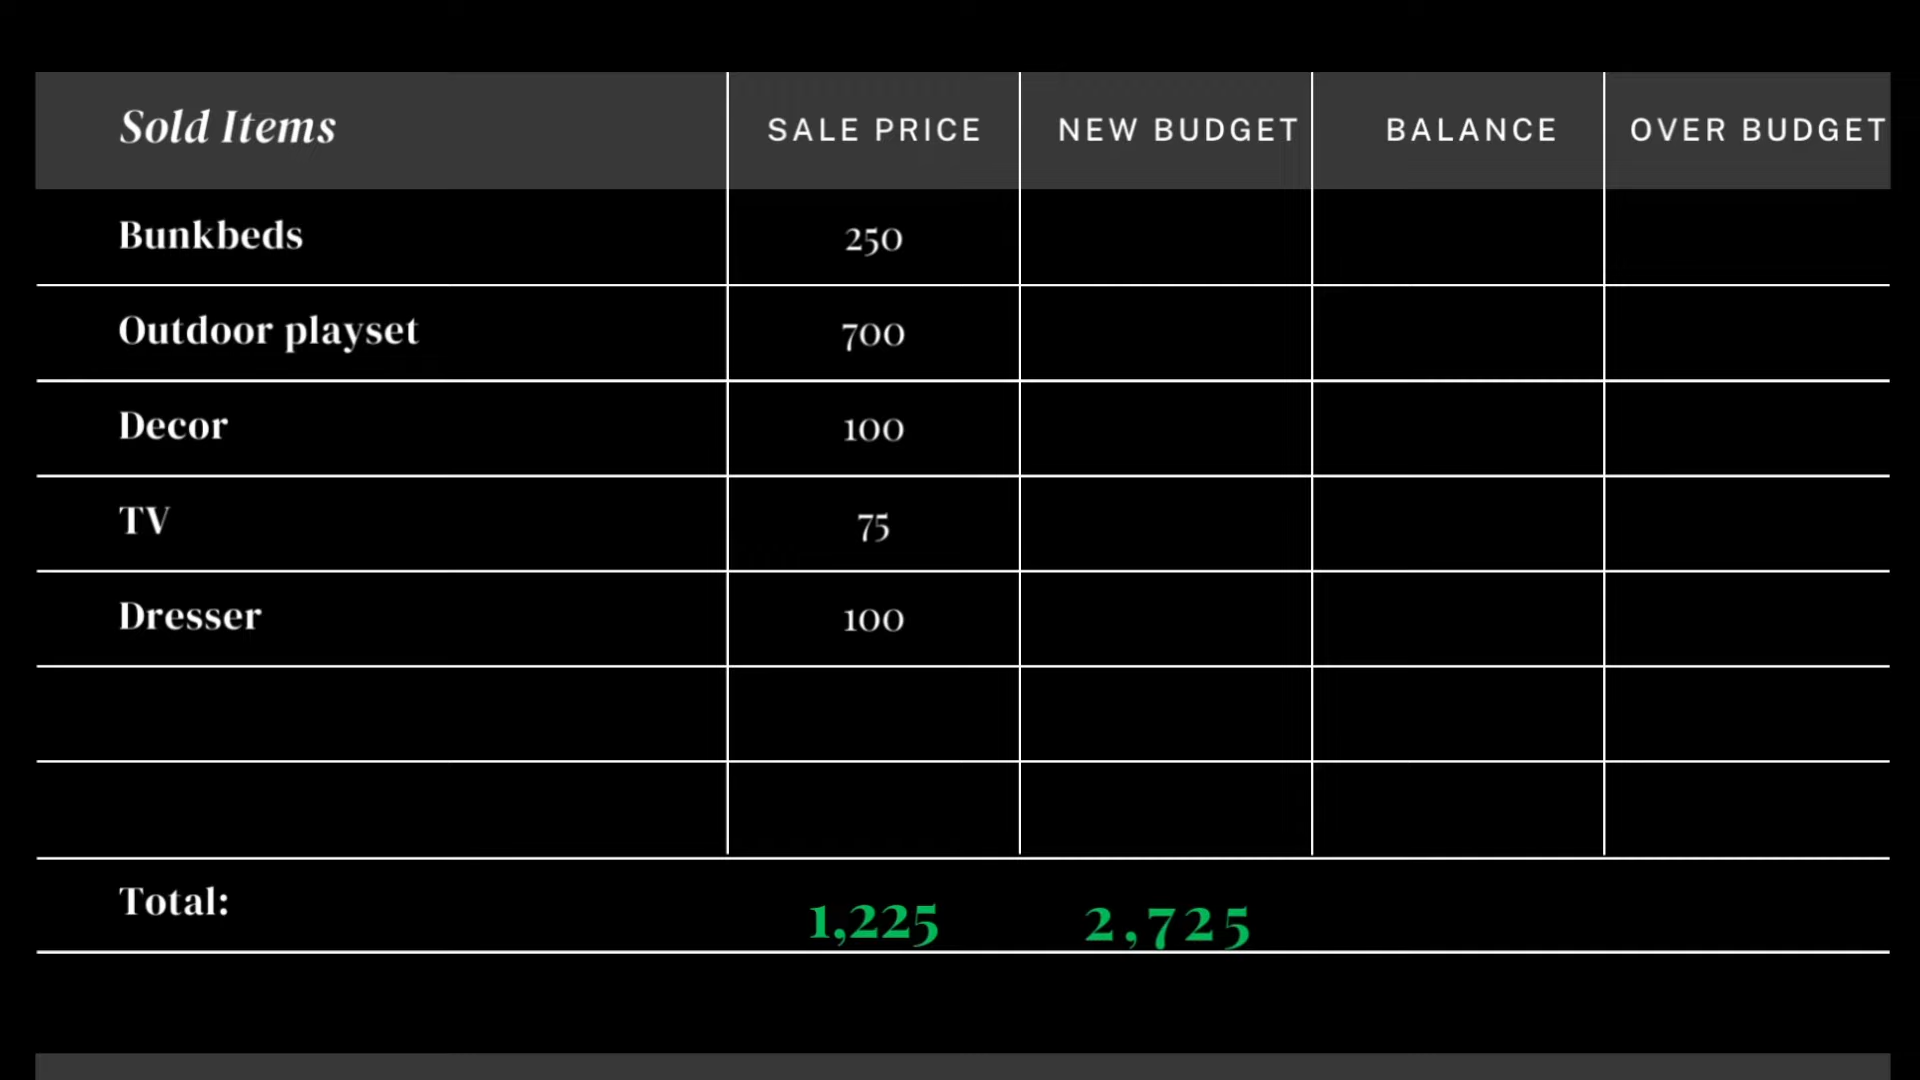 Sold Items SALE PRICE NEW BUDGET BALANCE OVER BUDGET
Bunkbeds 250
Outdoor playset 700
Decor 100
TV 75
Dresser 100
Total: 1,225 2,725